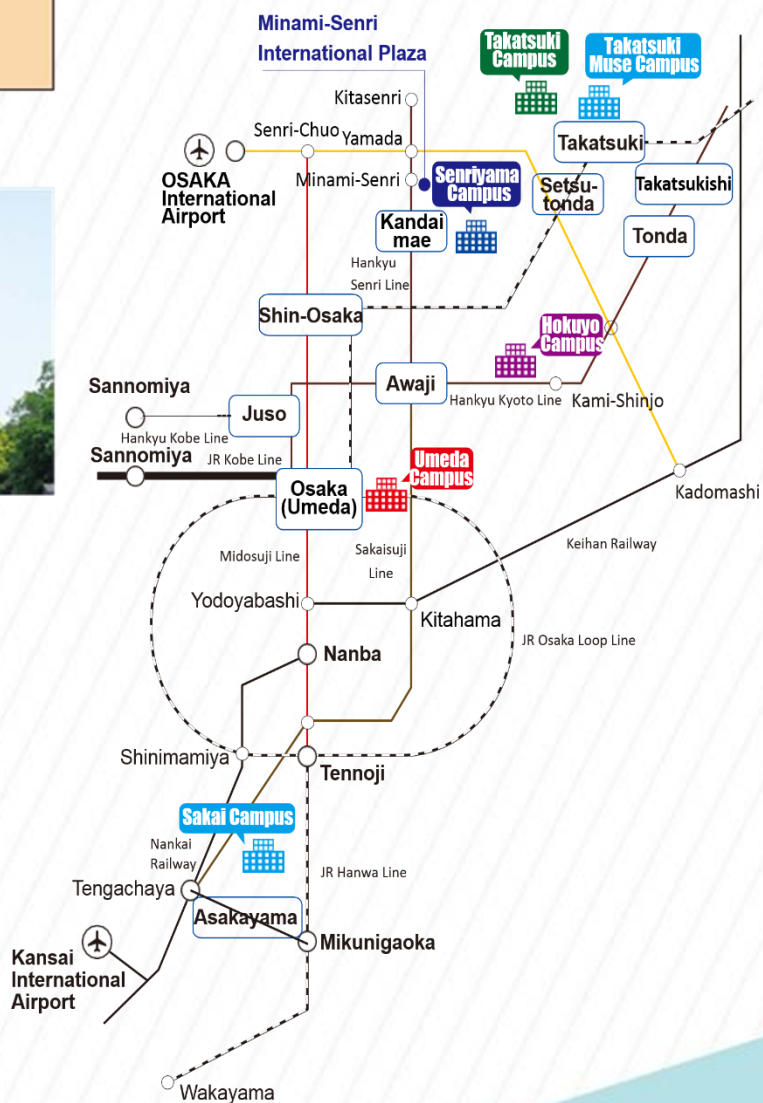 Minami-Senri
International Plaza
Takatsuki
Campus
Takatsuki
Muse Campus
Kitasenri
Senri-Chuo
Yamada
Takatsuki
OSAKA
International
Airport
Minami-Senri
Senriyama
Campus
Setsu-
tonda
Takatsukishi
Kandai
mae
Tonda
Hankyu
Senri Line
Shin-Osaka
Hokuyo
Campus
Sannomiya
Awaji
Juso
Hankyu Kyoto Line
Kami-Shinjo
Hankyu Kobe Line
Sannomiya
JR Kobe Line
Umeda
Campus
Osaka
(Umeda)
Kadomashi
Midosuji Line
Sakaisuji
Line
Keihan Railway
Yodoyabashi
Kitahama
JR Osaka Loop Line
Nanba
Shinimamiya
Tennoji
Sakai Campus
Nankai
Railway
JR Hanwa Line
Tengachaya
Asakayama
Mikunigaoka
Kansai
International
Airport
Wakayama